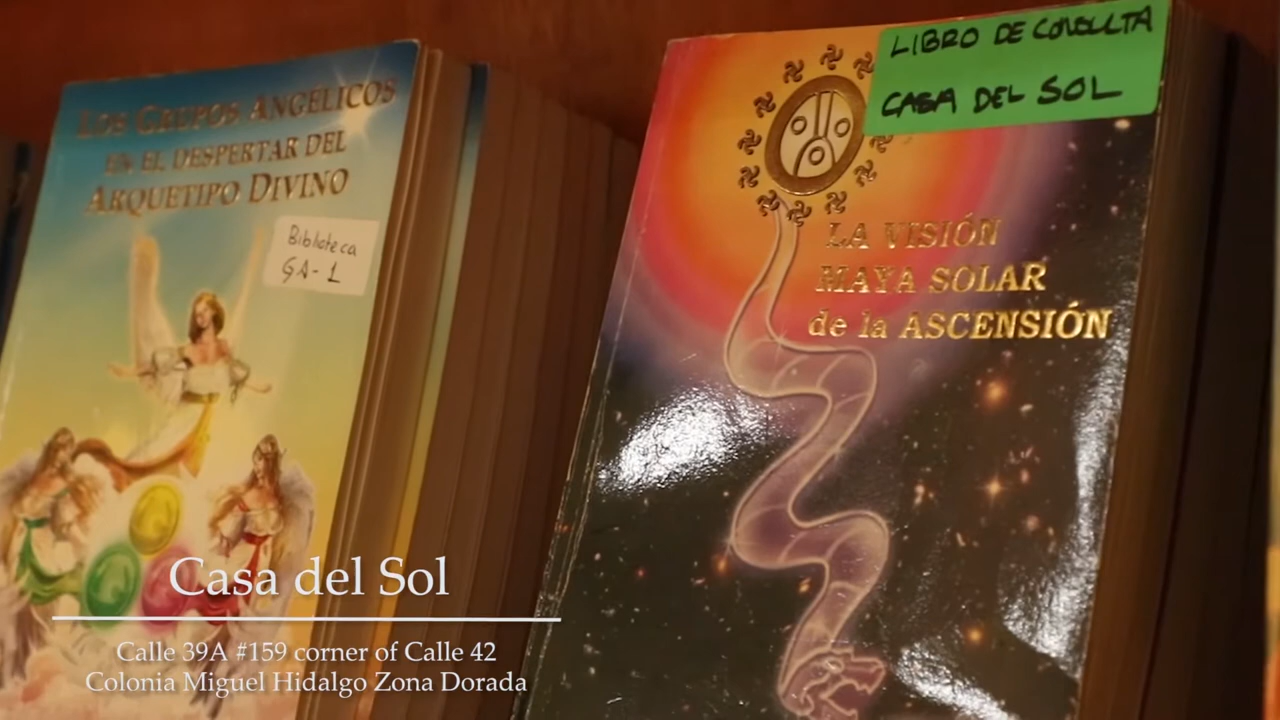 LOS GRUPOS ANGÉLICOS
EN EL DESPERTAR DEL
ARQUETIPO DIVINO
Biblioteca
GA-1
LIBRO DE CONSULTA
CASA DEL SOL
LA VISIÓN
MAYA SOLAR
de la ASCENSIÓN
Casa del Sol
Calle 39A #159 corner of Calle 42
Colonia Miguel Hidalgo Zona Dorada